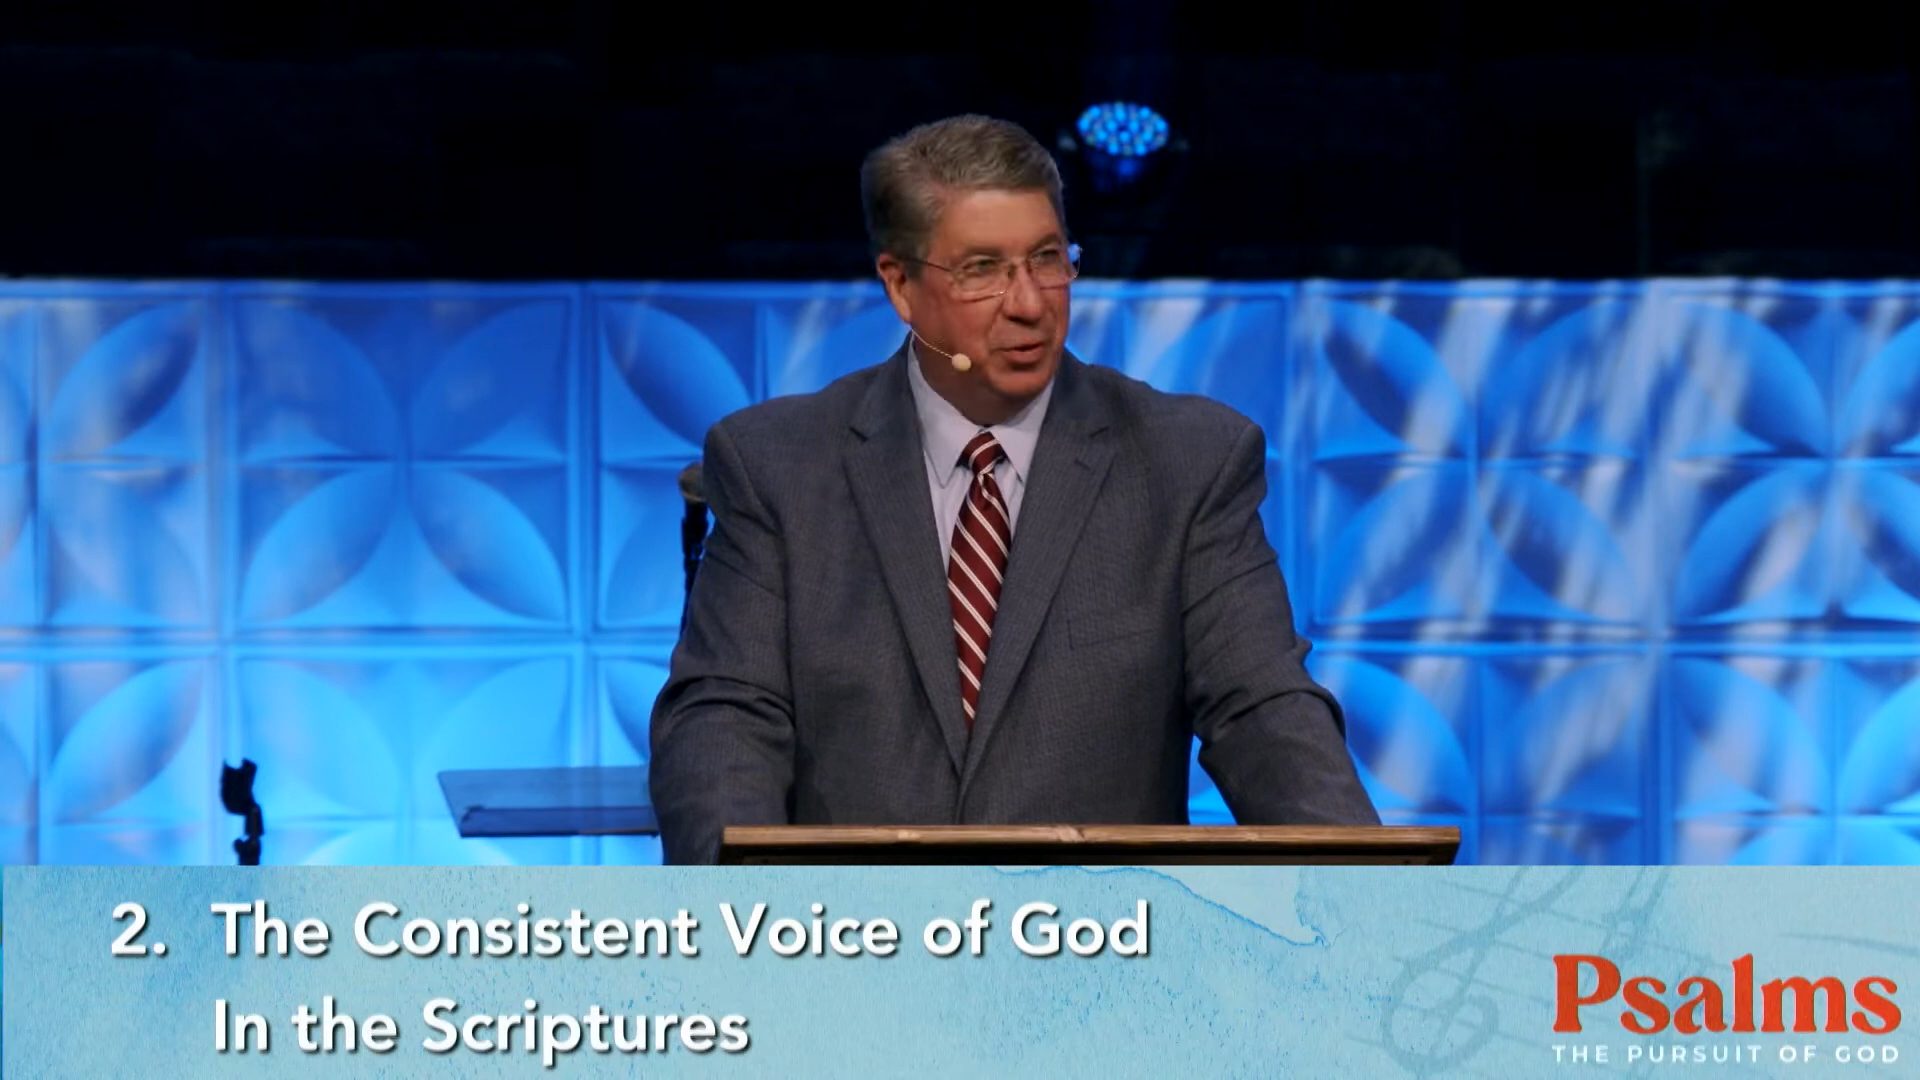 2. The Consistent Voice of God
In the Scriptures
Psalms
THE PURSUIT OF GOD